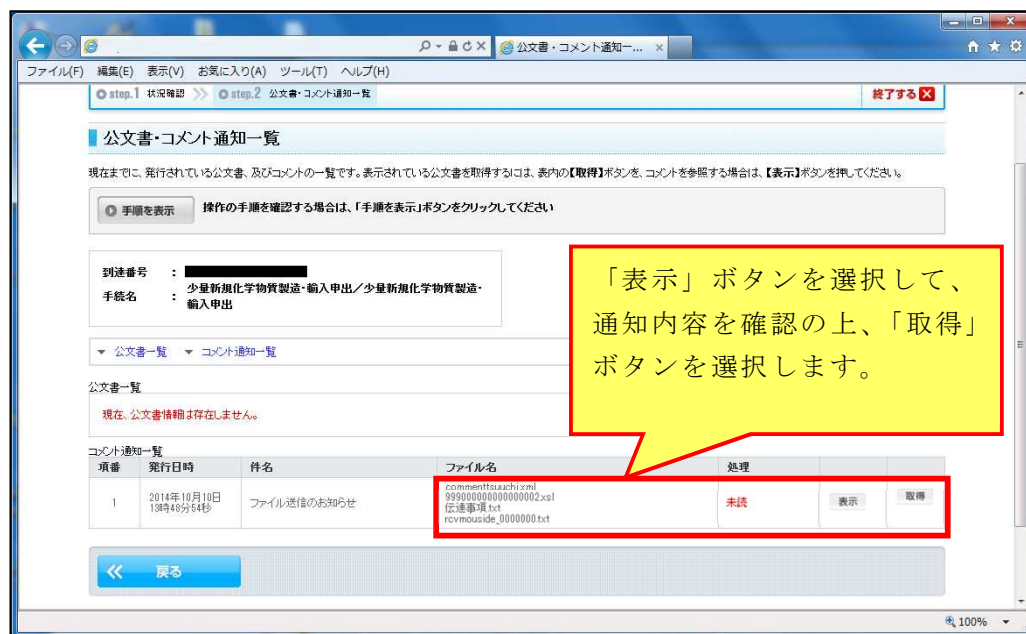 公文書・コメント通知一...
ファイル(F) 編集(E) 表示(V) お気に入り(A) ツール(T) ヘルプ(H)
step.1 状況確認 step.2 公文書・コメント通知一覧 終了する
公文書・コメント通知一覧
現在までに、発行されている公文書、及びコメントの一覧です。表示されている公文書を取得するには、表内の【取得】ボタンを、コメントを参照する場合は、【表示】ボタンを押してください。
手順を表示 操作の手順を確認する場合は、「手順を表示」ボタンをクリックしてください
到達番号 :
手続名 : 少量新規化学物質製造・輸入申出/少量新規化学物質製造・
輸入申出
「表示」ボタンを選択して、
通知内容を確認の上、「取得」
ボタンを選択します。
▼ 公文書一覧 ▼ コメント通知一覧
公文書一覧
現在、公文書情報は存在しません。
コメント通知一覧
項番 発行日時 件名 ファイル名 処理
1 2014年10月10日
13時48分54秒 ファイル送信のお知らせ
commenttsuuchi.xml
999000000000000002.xsl
伝達事項.txt
rcvmouside_0000000.txt
未読 表示 取得
戻る
100%